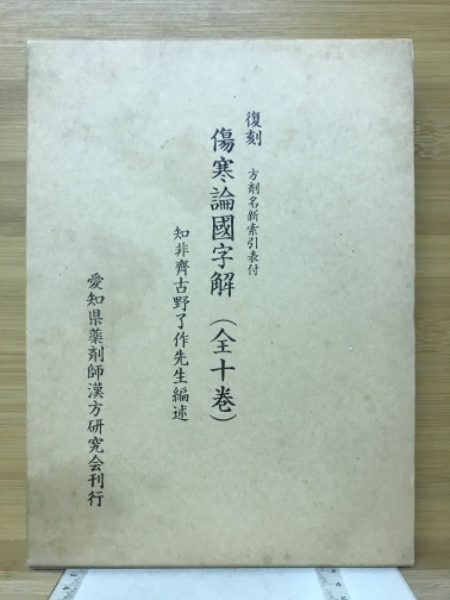 復刻 方剤名新索引表付
傷寒論國字解(全十巻)
知非齊古野了作先生編述
愛知県薬剤師漢方研究会刊行